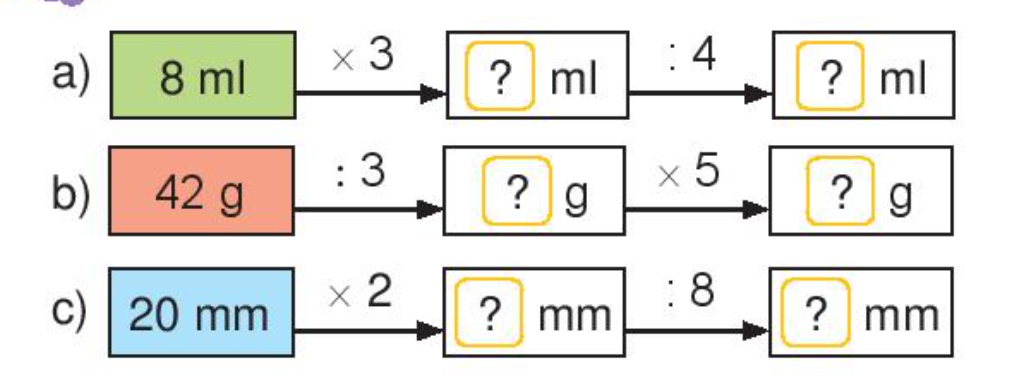 a) 8 ml × 3 ? ml : 4 ? ml
b) 42 g : 3 ? g × 5 ? g
c) 20 mm × 2 ? mm : 8 ? mm